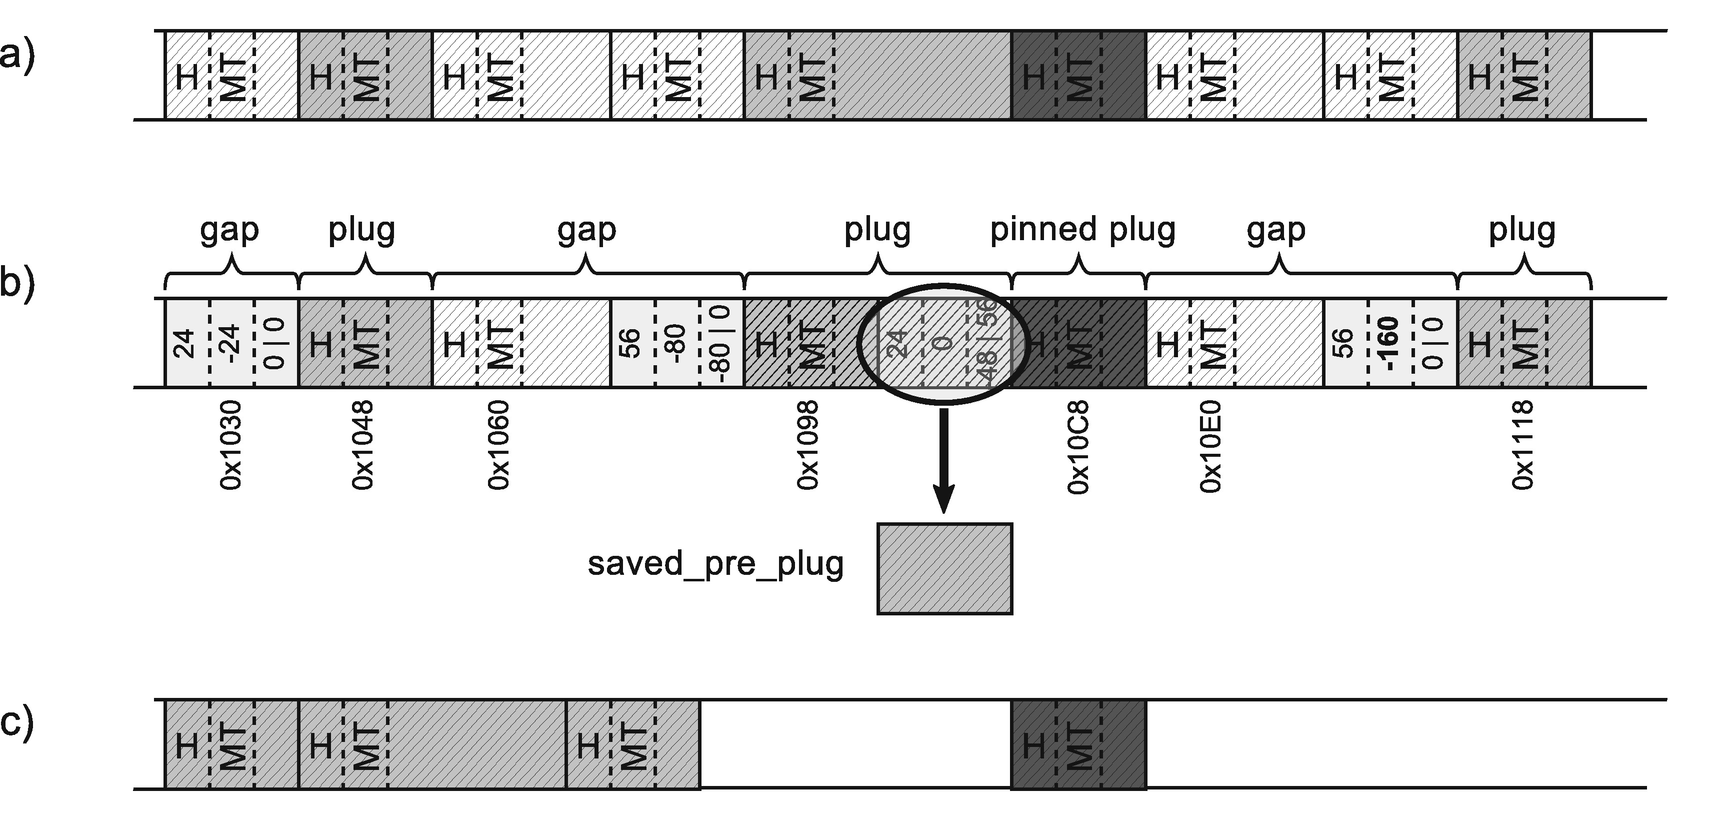 a)
H MT H MT H MT H MT H MT H MT H MT H MT H MT
gap plug gap plug pinned plug gap plug
b)
24 -24 0 | 0 H MT H MT 56 -80 -80 | 0 H MT 24 0 -48 | 56 H MT H MT 56 -160 0 | 0 H MT
0x1030 0x1048 0x1060 0x1098 0x10C8 0x10E0 0x1118
saved_pre_plug
c)
H MT H MT H MT H MT